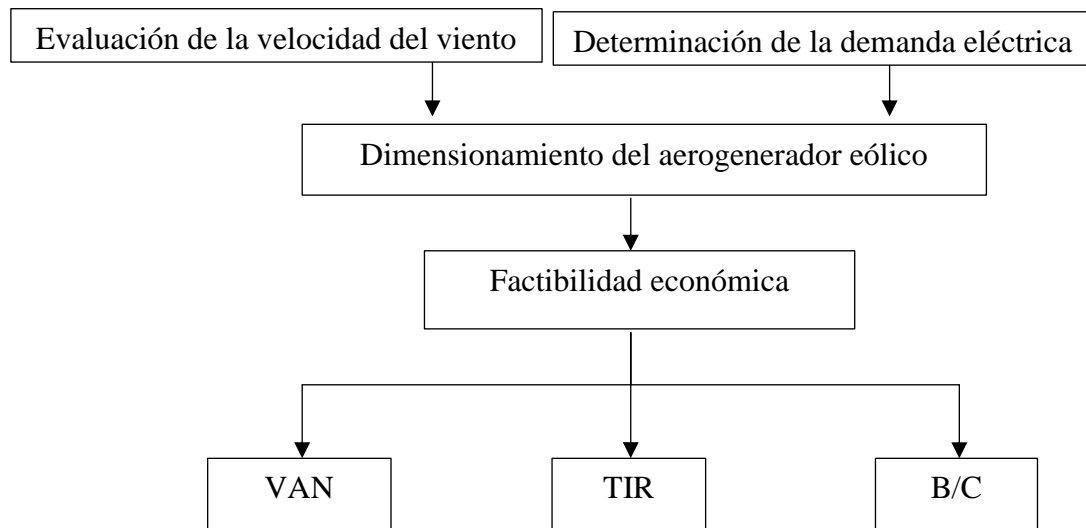 Evaluación de la velocidad del viento
Determinación de la demanda eléctrica
Dimensionamiento del aerogenerador eólico
Factibilidad económica
VAN
TIR
B/C